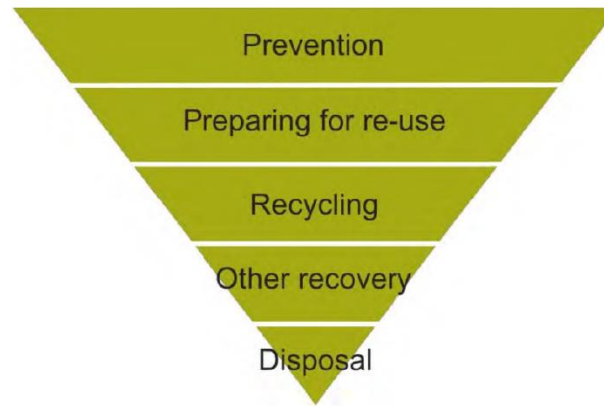 Prevention
Preparing for re-use
Recycling
Other recovery
Disposal